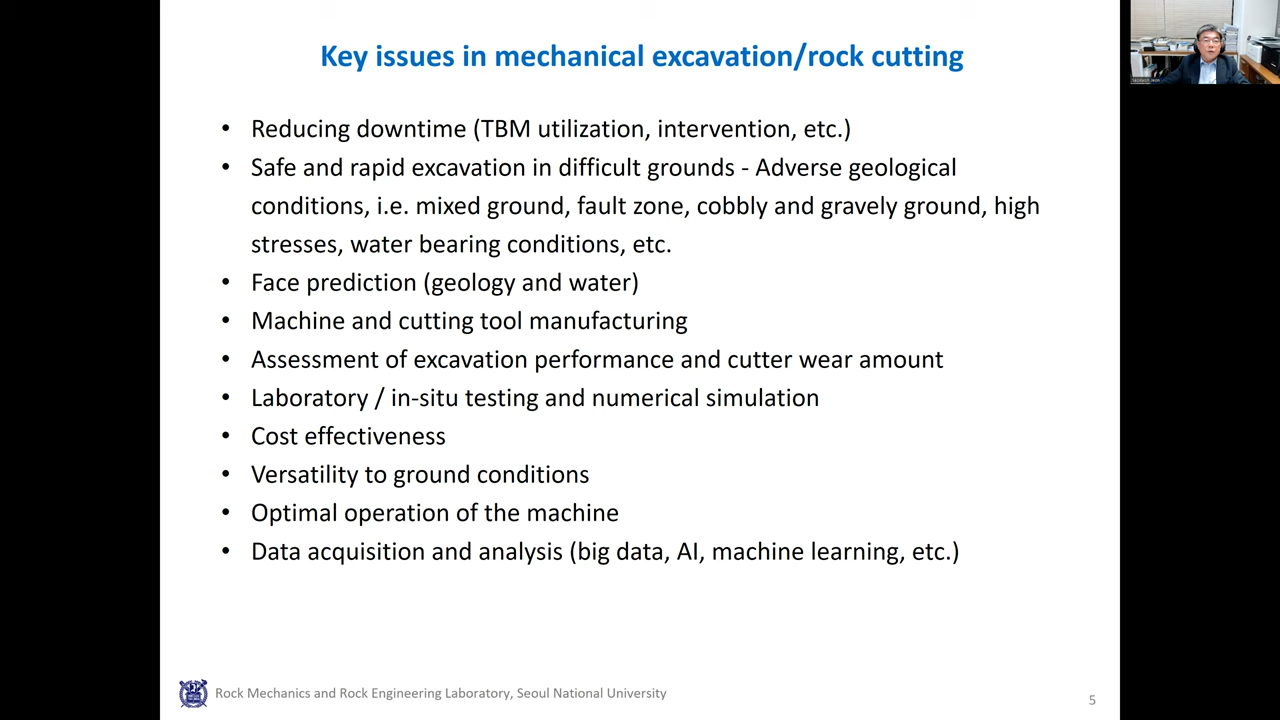 Key issues in mechanical excavation/rock cutting
• Reducing downtime (TBM utilization, intervention, etc.)
• Safe and rapid excavation in difficult grounds - Adverse geological
conditions, i.e. mixed ground, fault zone, cobbly and gravely ground, high
stresses, water bearing conditions, etc.
• Face prediction (geology and water)
• Machine and cutting tool manufacturing
• Assessment of excavation performance and cutter wear amount
• Laboratory / in-situ testing and numerical simulation
• Cost effectiveness
• Versatility to ground conditions
• Optimal operation of the machine
• Data acquisition and analysis (big data, AI, machine learning, etc.)
Rock Mechanics and Rock Engineering Laboratory, Seoul National University
5